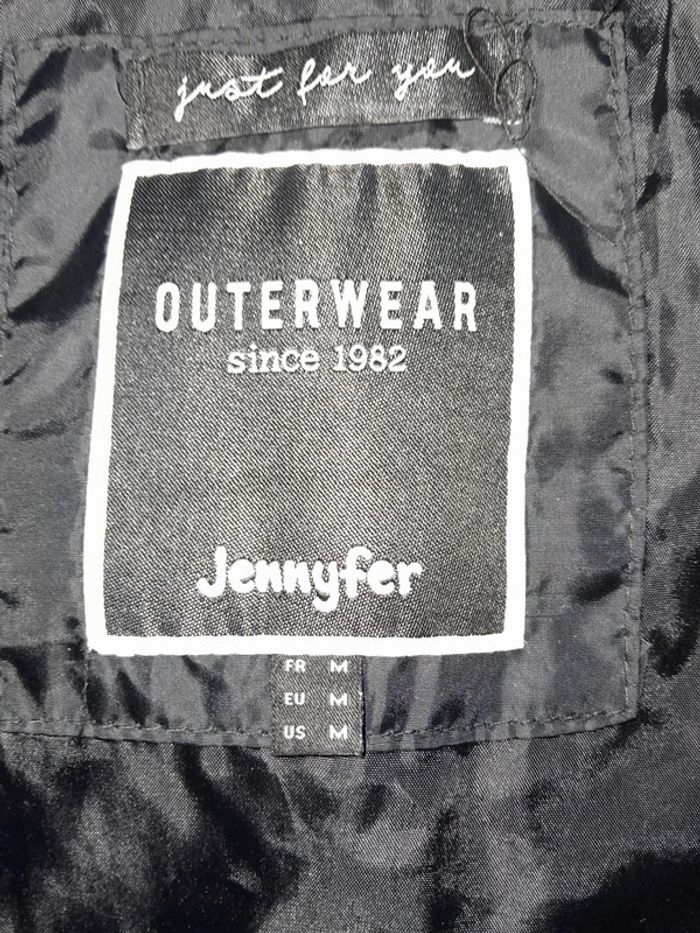 just for you
OUTERWEAR
since 1982
Jennyfer
FR M
EU M
US M